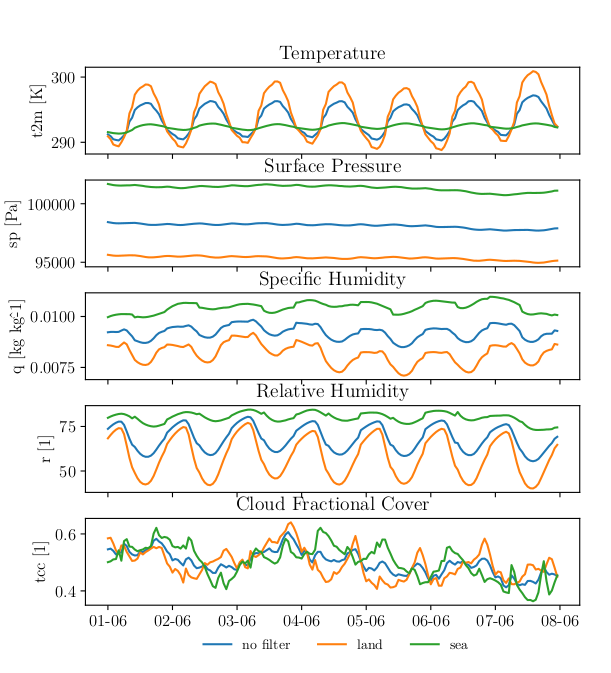 Temperature
t2m [K]
300
290
Surface Pressure
sp [Pa]
100000
95000
Specific Humidity
q [kg kg-1]
0.0100
0.0075
Relative Humidity
r [1]
75
50
Cloud Fractional Cover
tcc [1]
0.6
0.4
01-06 02-06 03-06 04-06 05-06 06-06 07-06 08-06
no filter land sea